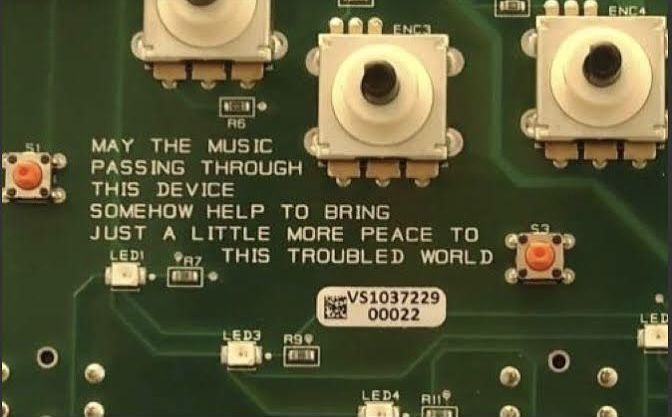 ENC3
ENC4
R6
S1
MAY THE MUSIC
PASSING THROUGH
THIS DEVICE
SOMEHOW HELP TO BRING
JUST A LITTLE MORE PEACE TO
THIS TROUBLED WORLD
S3
LED1
R7
VS1037229
00022
LED3
R9
LED
LED4
R11